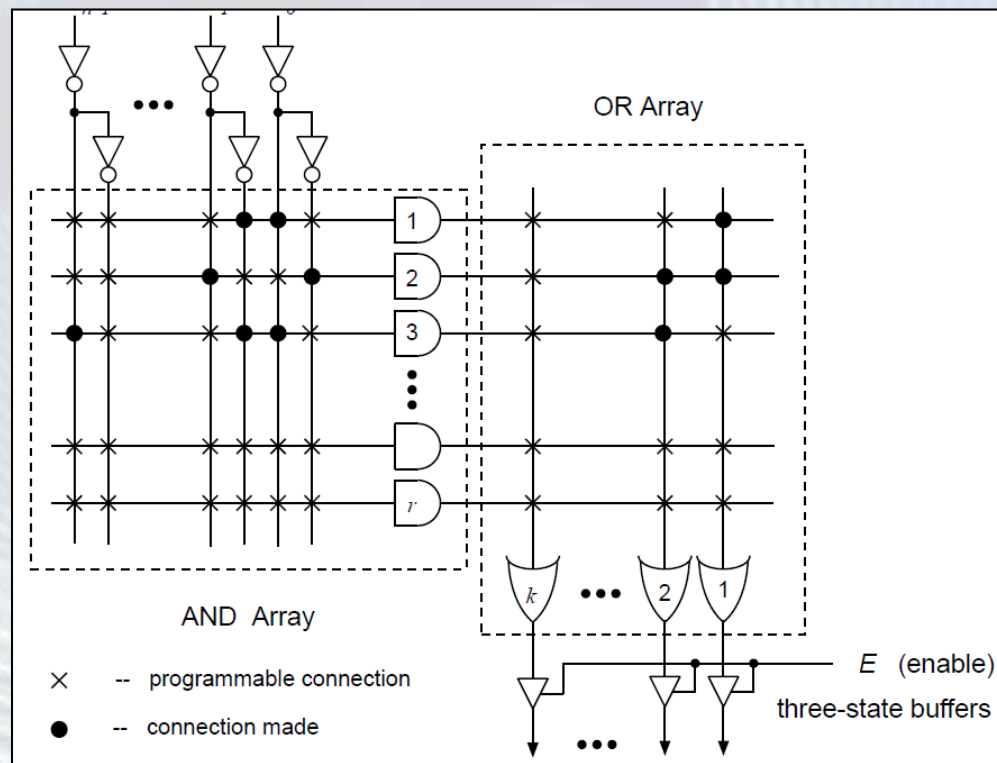 OR Array
1
2
3
r
k 2 1
AND Array
E (enable)
× -- programmable connection
three-state buffers
● -- connection made